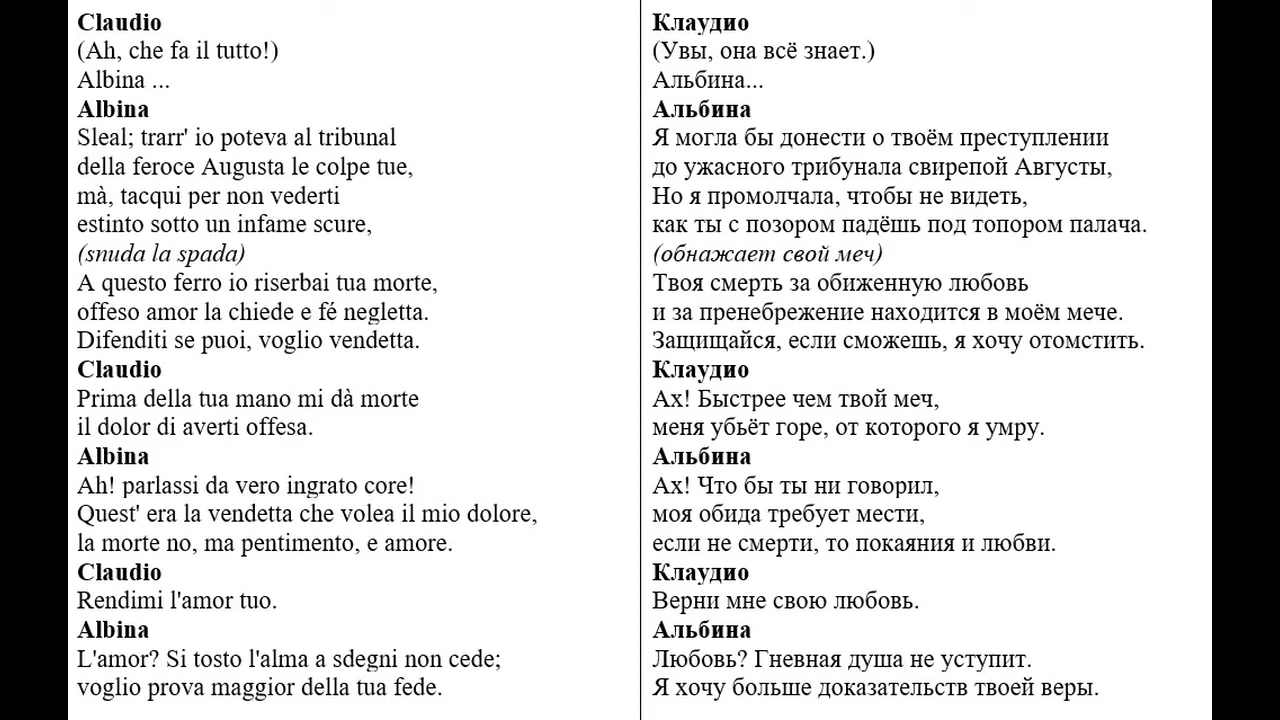 Claudio
(Ah, che fa il tutto!)
Albina ...
Albina
Sleal; trarr' io poteva al tribunal
della feroce Augusta le colpe tue,
mà, tacqui per non vederti
estinto sotto un infame scure,
(snuda la spada)
A questo ferro io riserbai tua morte,
offeso amor la chiede e fé negletta.
Difenditi se puoi, voglio vendetta.
Claudio
Prima della tua mano mi dà morte
il dolor di averti offesa.
Albina
Ah! parlassi da vero ingrato core!
Quest' era la vendetta che volea il mio dolore,
la morte no, ma pentimento, e amore.
Claudio
Rendimi l'amor tuo.
Albina
L'amor? Si tosto l'alma a sdegni non cede;
voglio prova maggior della tua fede.
Клаудио
(Увы, она всё знает.)
Альбина...
Альбина
Я могла бы донести о твоём преступлении
до ужасного трибунала свирепой Августы,
Но я промолчала, чтобы не видеть,
как ты с позором падёшь под топором палача.
(обнажает свой меч)
Твоя смерть за обиженную любовь
и за пренебрежение находится в моём мече.
Защищайся, если сможешь, я хочу отомстить.
Клаудио
Ах! Быстрее чем твой меч,
меня убьёт горе, от которого я умру.
Альбина
Ах! Что бы ты ни говорил,
моя обида требует мести,
если не смерти, то покаяния и любви.
Клаудио
Верни мне свою любовь.
Альбина
Любовь? Гневная душа не уступит.
Я хочу больше доказательств твоей веры.